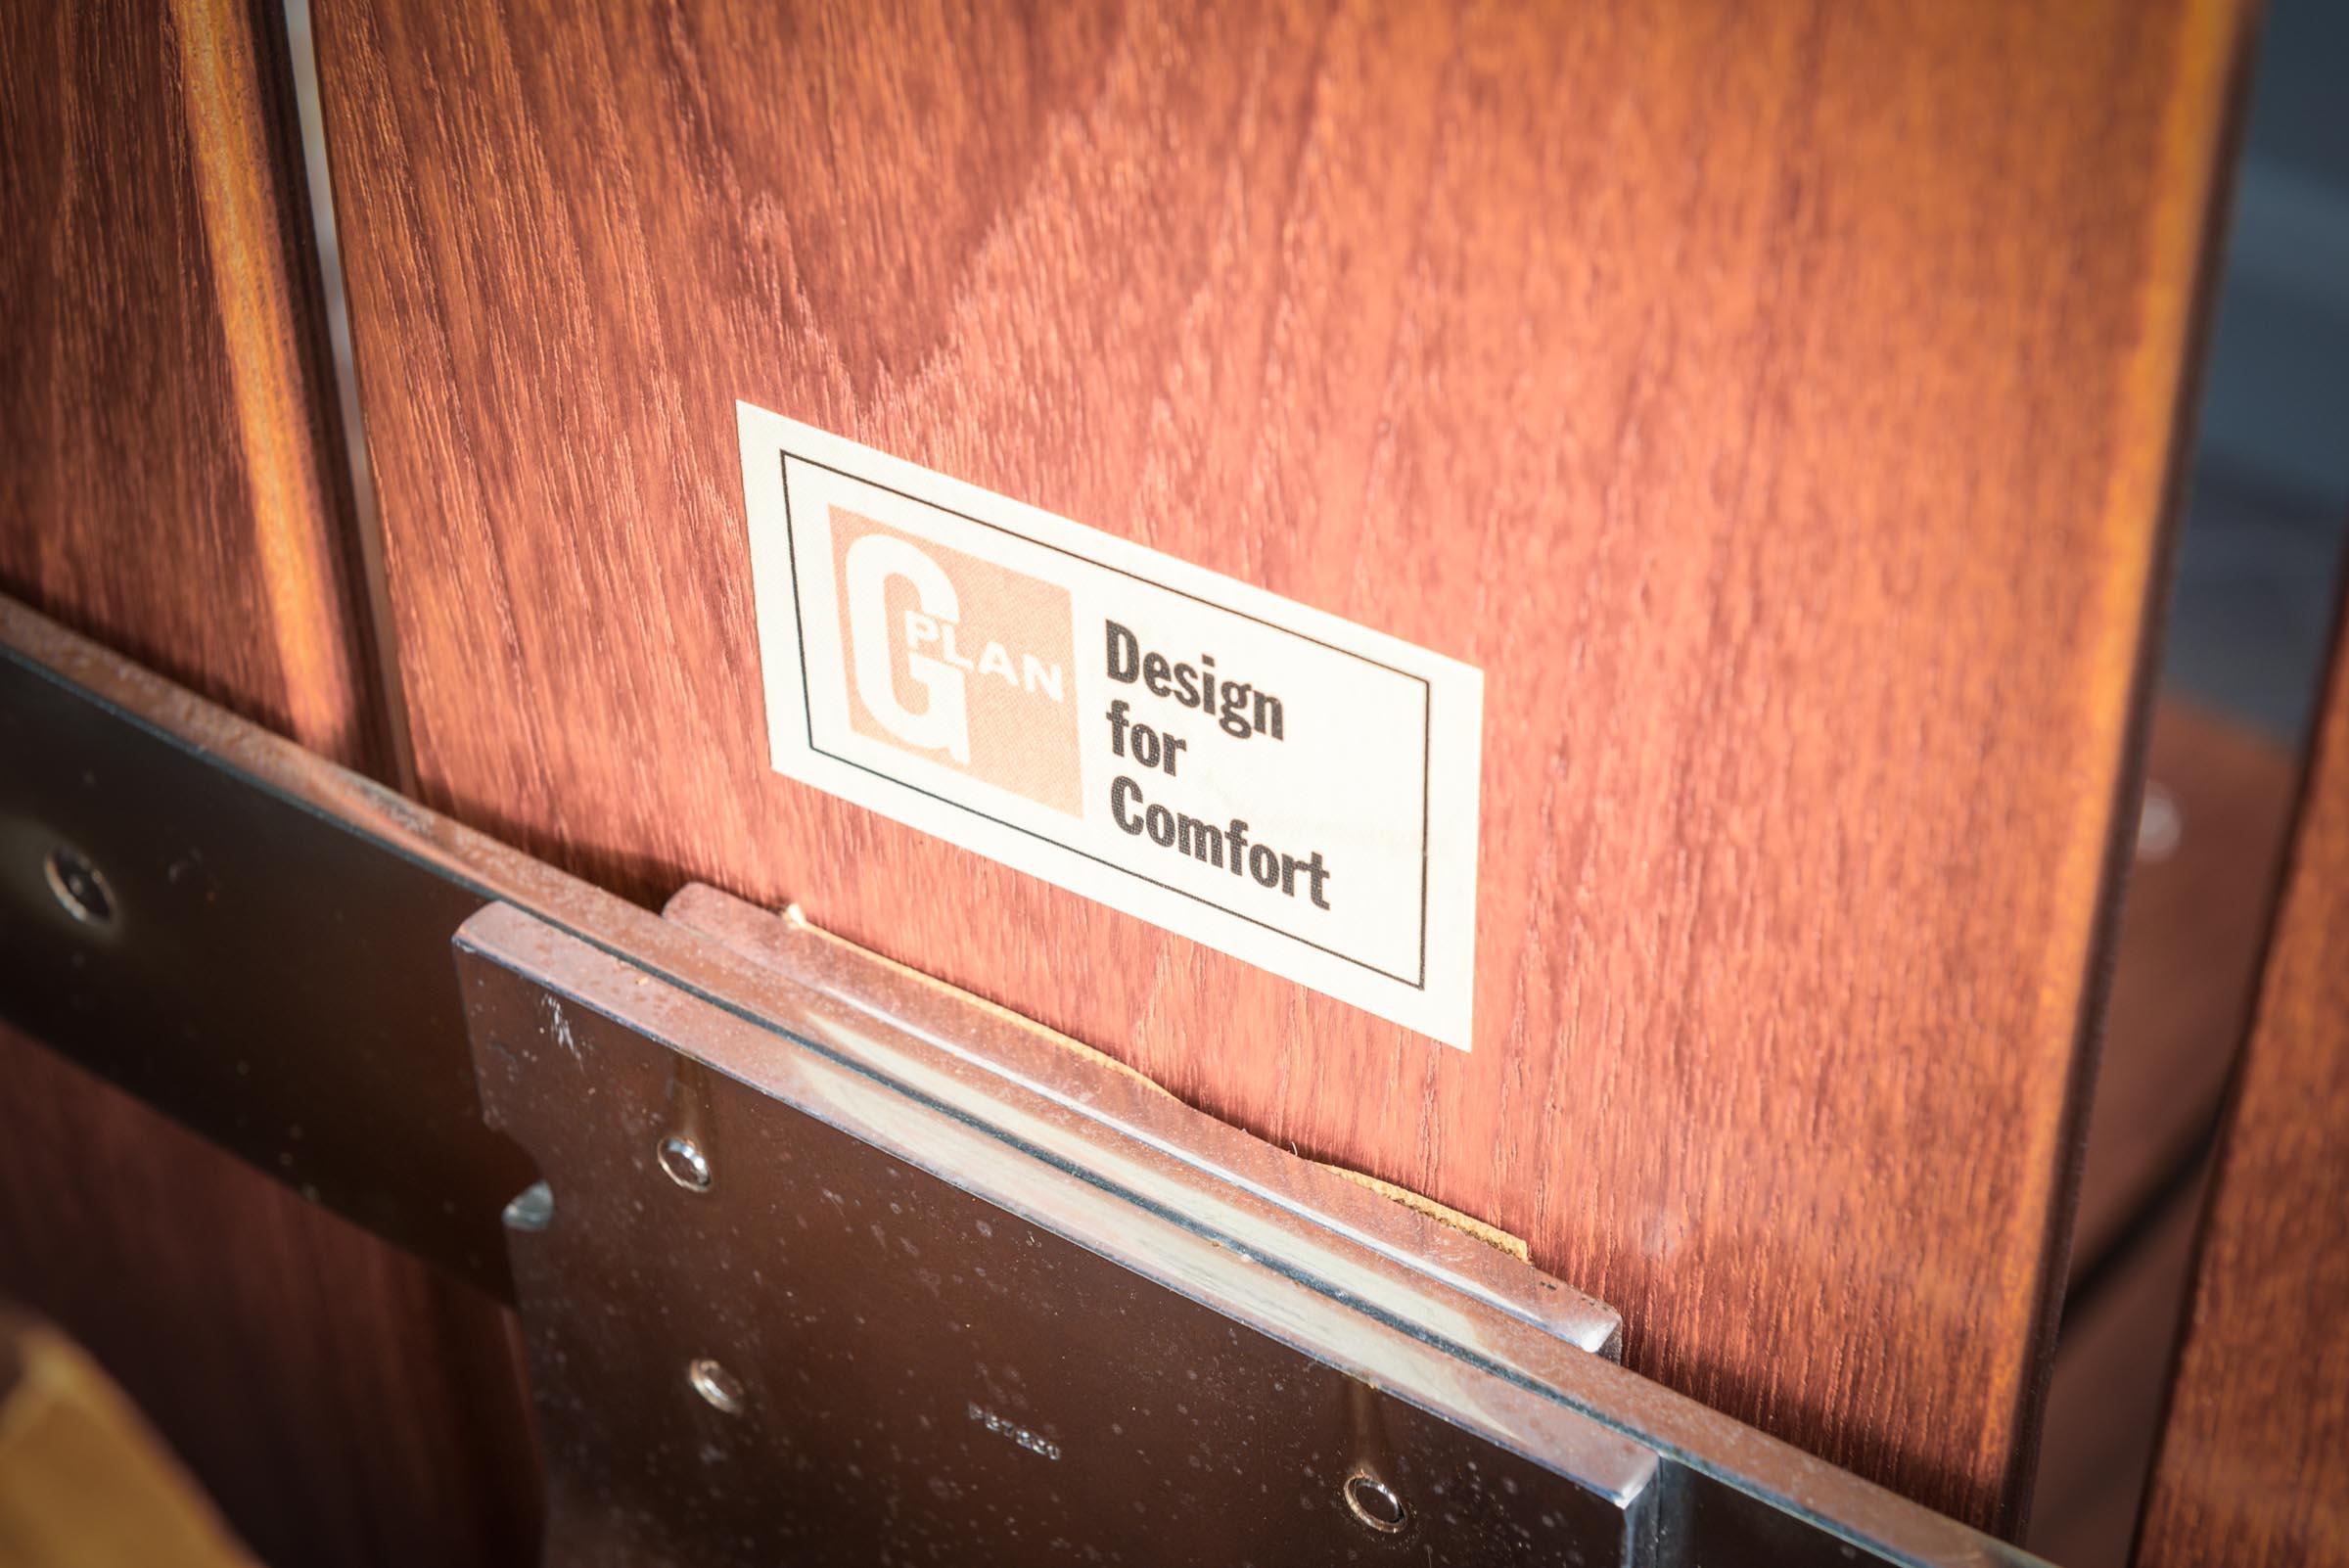 G PLAN
Design
for
Comfort